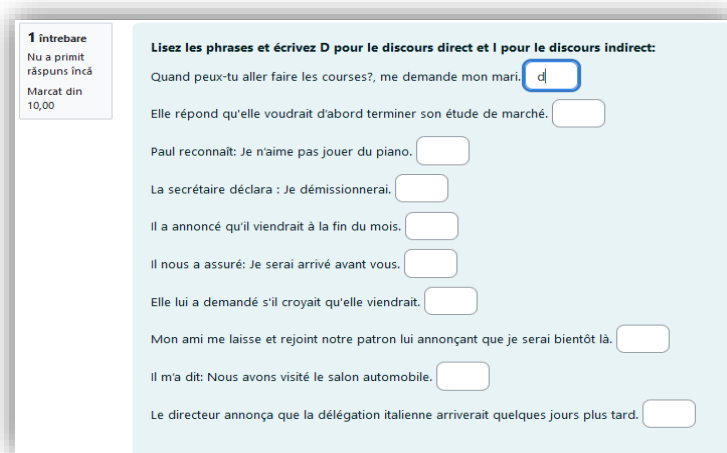 1 întrebare
Nu a primit
răspuns încă
Marcat din
10,00
Lisez les phrases et écrivez D pour le discours direct et I pour le discours indirect:
Quand peux-tu aller faire les courses?, me demande mon mari. d
Elle répond qu'elle voudrait d'abord terminer son étude de marché.
Paul reconnaît: Je n'aime pas jouer du piano.
La secrétaire déclara : Je démissionnerai.
Il a annoncé qu'il viendrait à la fin du mois.
Il nous a assuré: Je serai arrivé avant vous.
Elle lui a demandé s'il croyait qu'elle viendrait.
Mon ami me laisse et rejoint notre patron lui annonçant que je serai bientôt là.
Il m'a dit: Nous avons visité le salon automobile.
Le directeur annonça que la délégation italienne arriverait quelques jours plus tard.